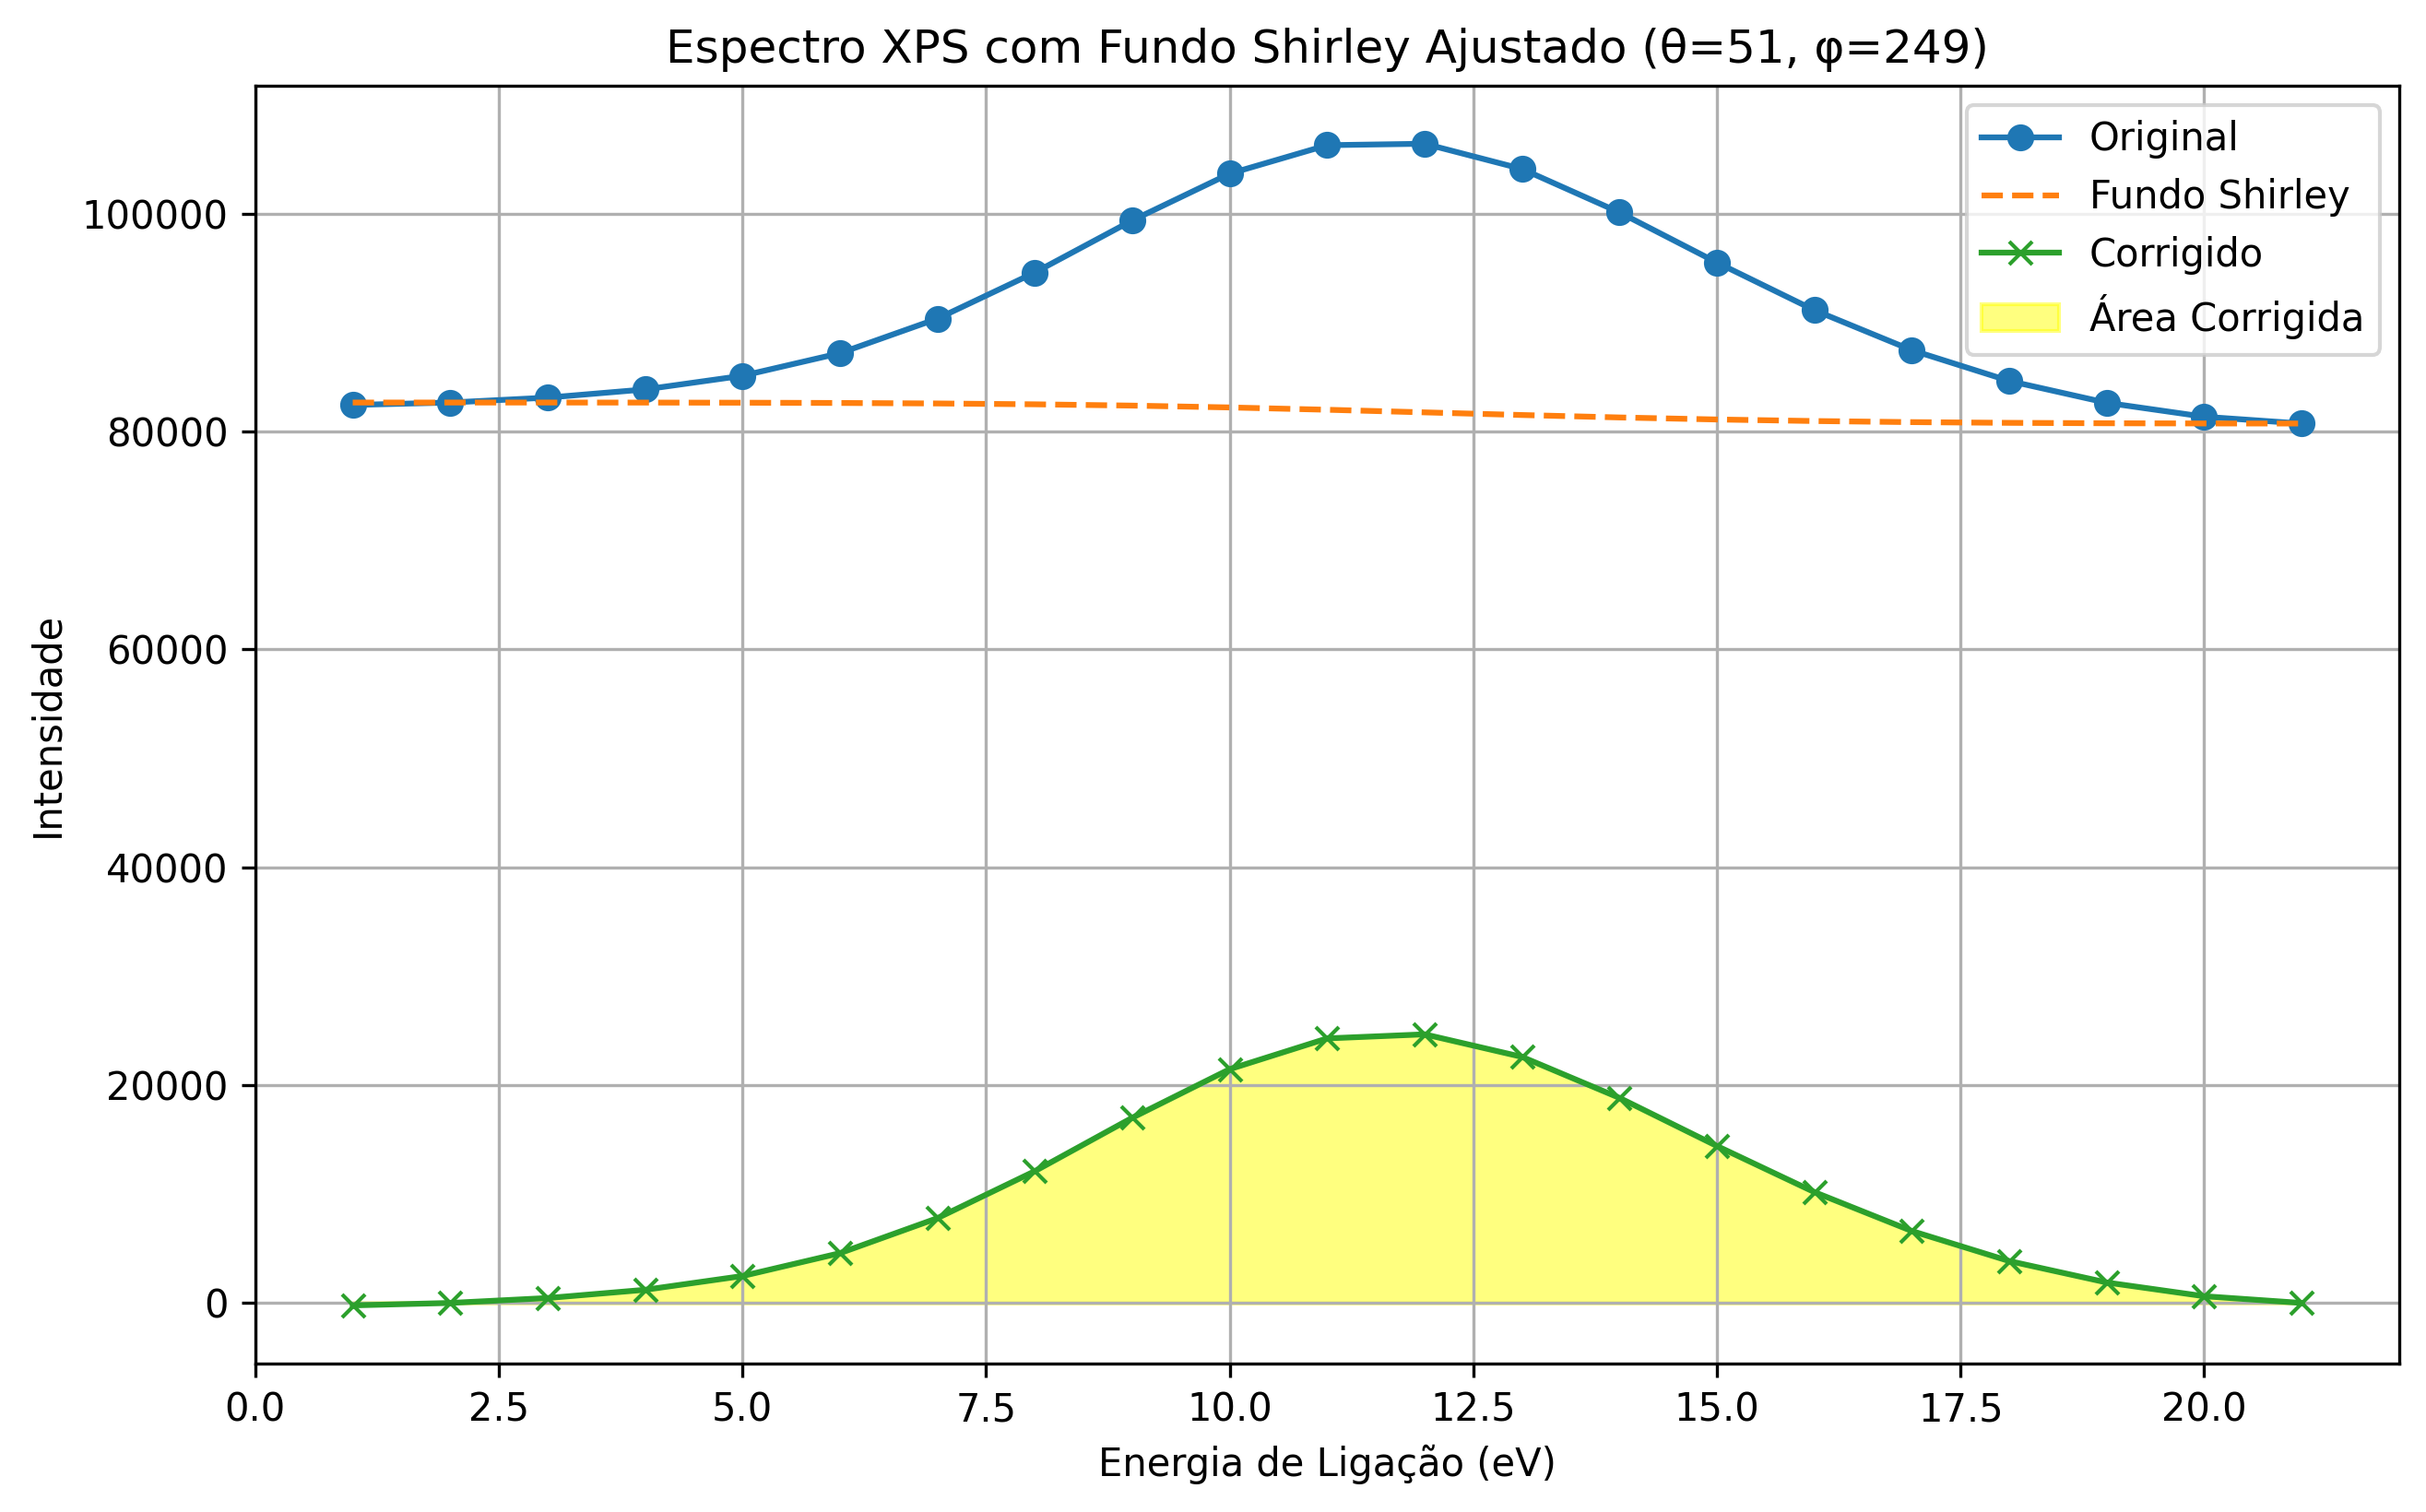 Espectro XPS com Fundo Shirley Ajustado (θ=51, φ=249)
Original
Fundo Shirley
Corrigido
Área Corrigida
100000
80000
60000
40000
20000
0
Intensidade
0.0 2.5 5.0 7.5 10.0 12.5 15.0 17.5 20.0
Energia de Ligação (eV)